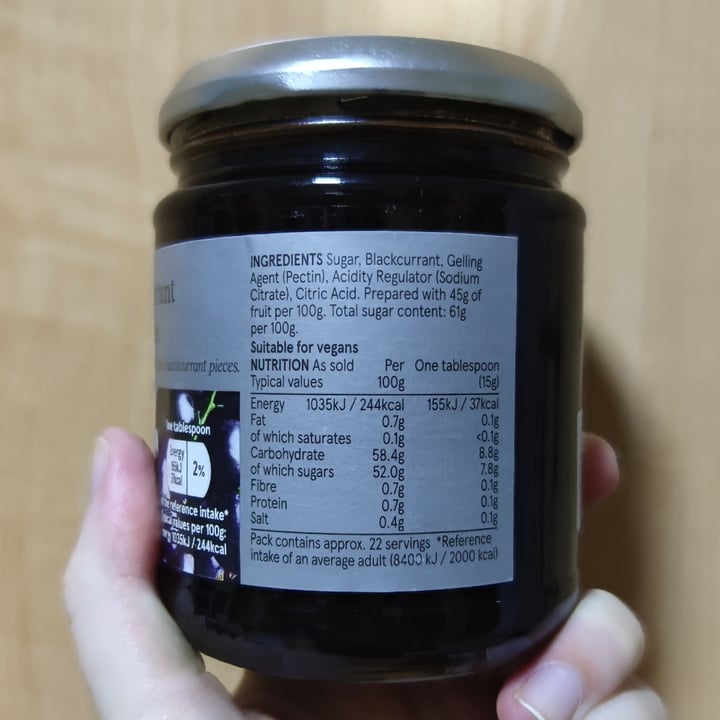 INGREDIENTS Sugar, Blackcurrant, Gelling
Agent (Pectin), Acidity Regulator (Sodium
Citrate), Citric Acid. Prepared with 45g of
fruit per 100g. Total sugar content: 61g
per 100g.
Suitable for vegans
NUTRITION As sold Per One tablespoon
Typical values 100g (15g)
Energy 1035kJ / 244kcal 155kJ / 37kcal
Fat 0.7g 0.1g
of which saturates 0.1g <0.1g
Carbohydrate 58.4g 8.8g
of which sugars 52.0g 7.8g
Fibre 0.7g 0.1g
Protein 0.7g 0.1g
Salt 0.4g 0.1g
Pack contains approx. 22 servings *Reference
intake of an average adult (8400 kJ / 2000 kcal)
pieces.
tablespoon
Energy
155kJ
37kcal
2%
reference intake*
values per 100g:
1035kJ / 244kcal